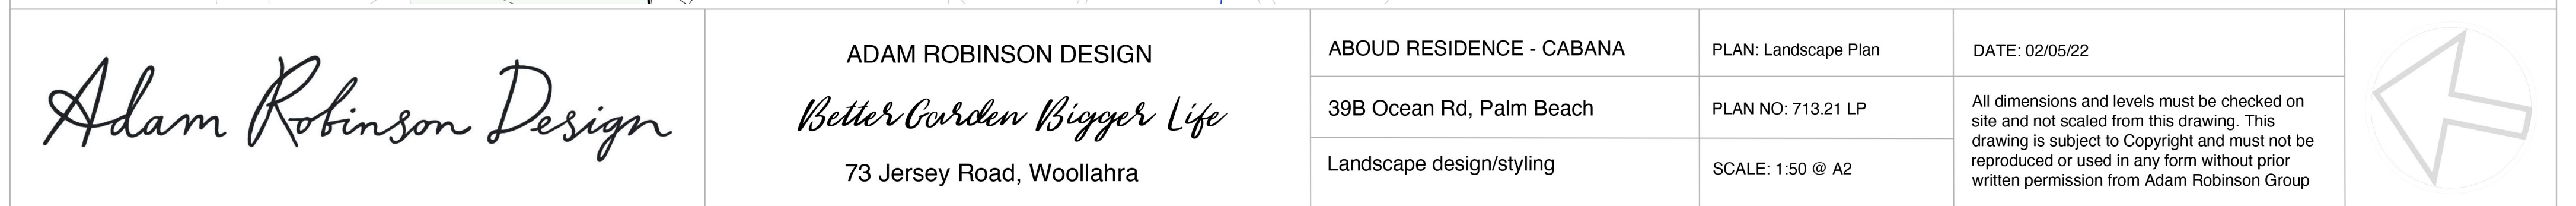 Adam Robinson Design
ADAM ROBINSON DESIGN
Better Garden Bigger Life
73 Jersey Road, Woollahra
ABOUD RESIDENCE - CABANA
39B Ocean Rd, Palm Beach
Landscape design/styling
PLAN: Landscape Plan
PLAN NO: 713.21 LP
SCALE: 1:50 @ A2
DATE: 02/05/22
All dimensions and levels must be checked on
site and not scaled from this drawing. This
drawing is subject to Copyright and must not be
reproduced or used in any form without prior
written permission from Adam Robinson Group